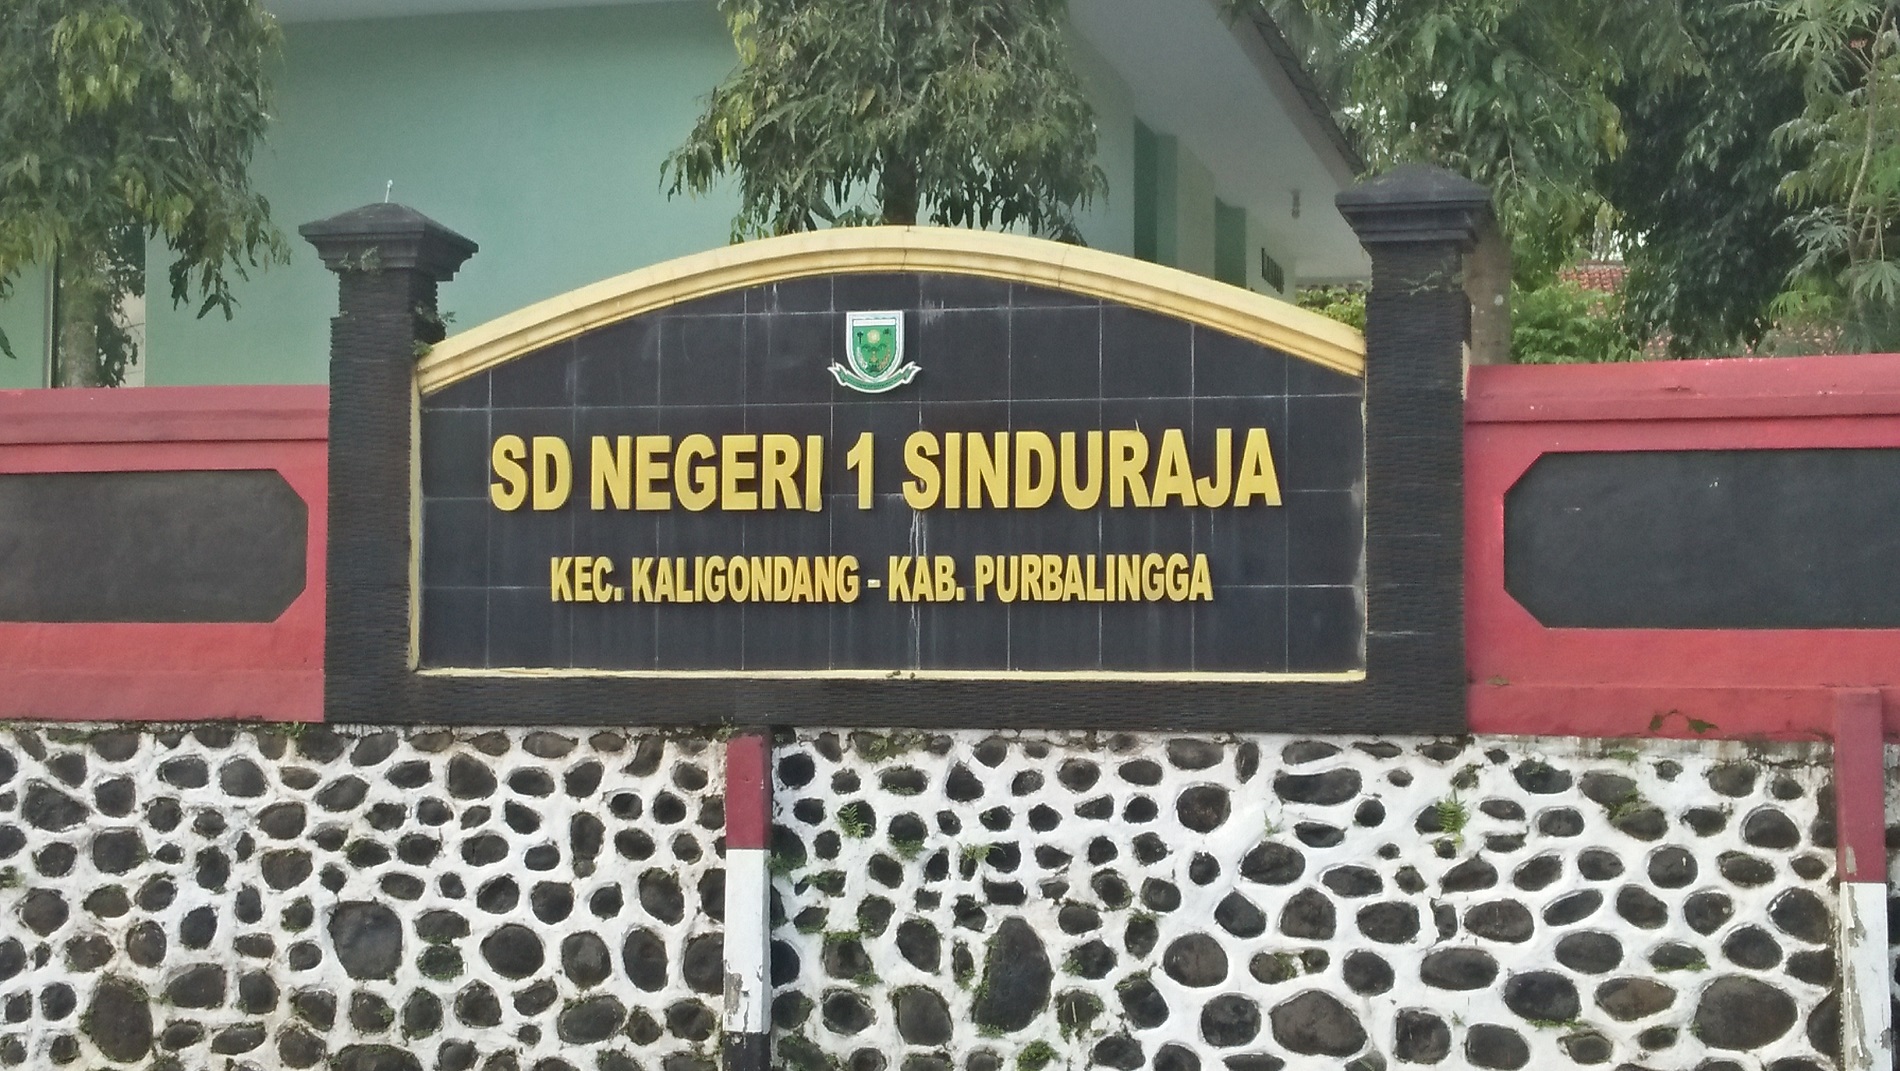 SD NEGERI 1 SINDURAJA
KEC. KALIGONDANG - KAB. PURBALINGGA